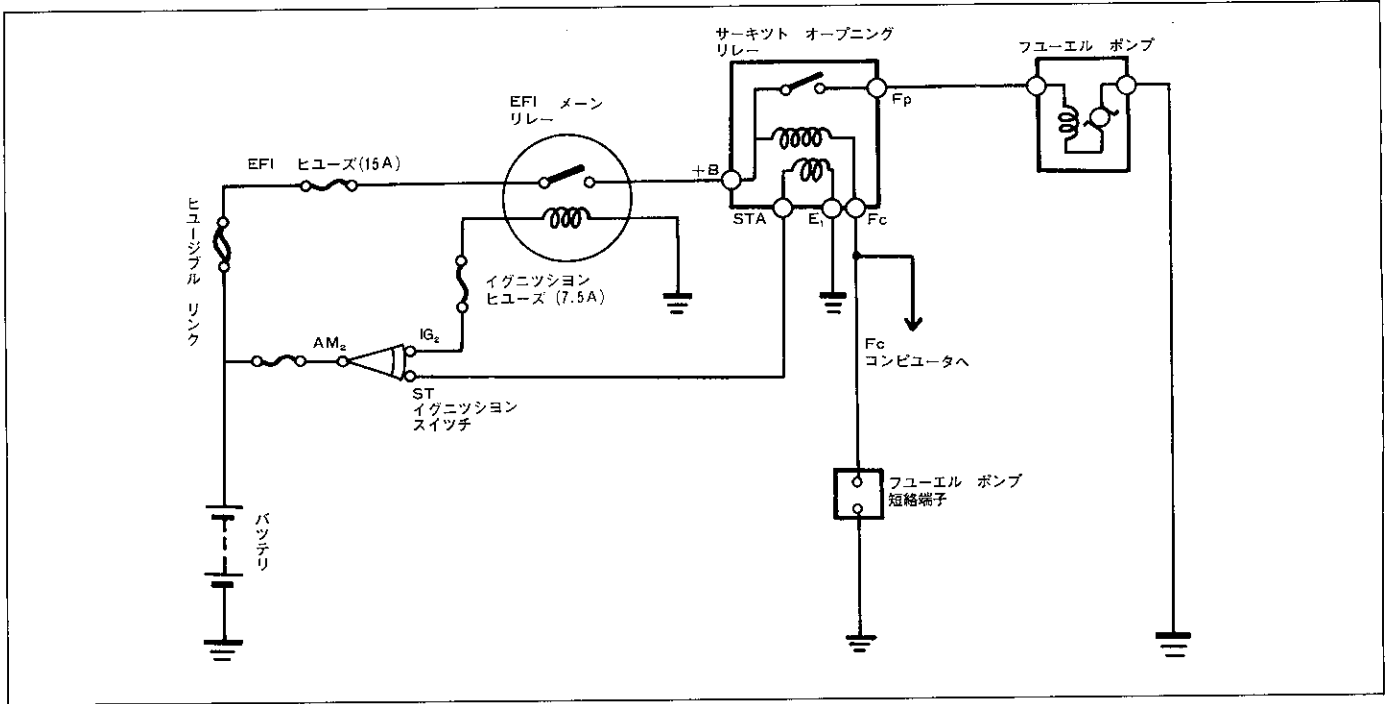 サーキツト オープニング
リレー
フユーエル ポンプ
EFI メーン
リレー
Fp
EFI ヒユーズ(15A)
+B
STA
E₁
Fc
ヒユージブル リンク
イグニツシヨン
ヒユーズ (7.5A)
AM₂
IG₂
Fc
コンピユータへ
ST
イグニツシヨン
スイツチ
フユーエル ポンプ
短絡端子
バツテリ